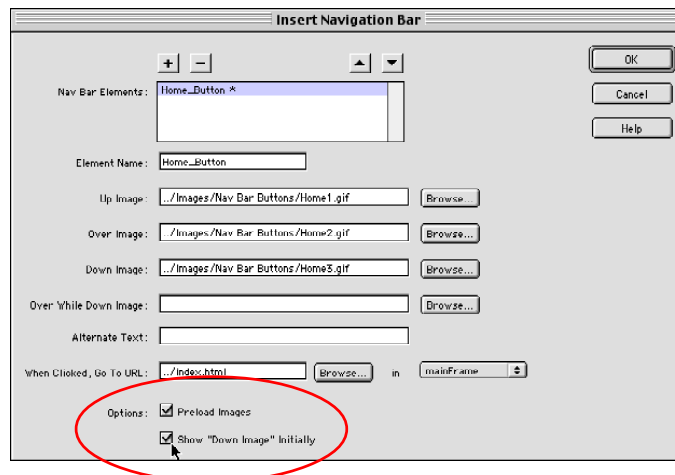 Insert Navigation Bar
+ −
OK
Nav Bar Elements: Home_Button *
Cancel
Help
Element Name: Home_Button
Up Image: ../Images/Nav Bar Buttons/Home1.gif Browse...
Over Image: ../Images/Nav Bar Buttons/Home2.gif Browse...
Down Image: ../Images/Nav Bar Buttons/Home3.gif Browse...
Over While Down Image: Browse...
Alternate Text:
When Clicked, Go To URL: ../index.html Browse... in mainFrame
Options: Preload Images
Show "Down Image" Initially